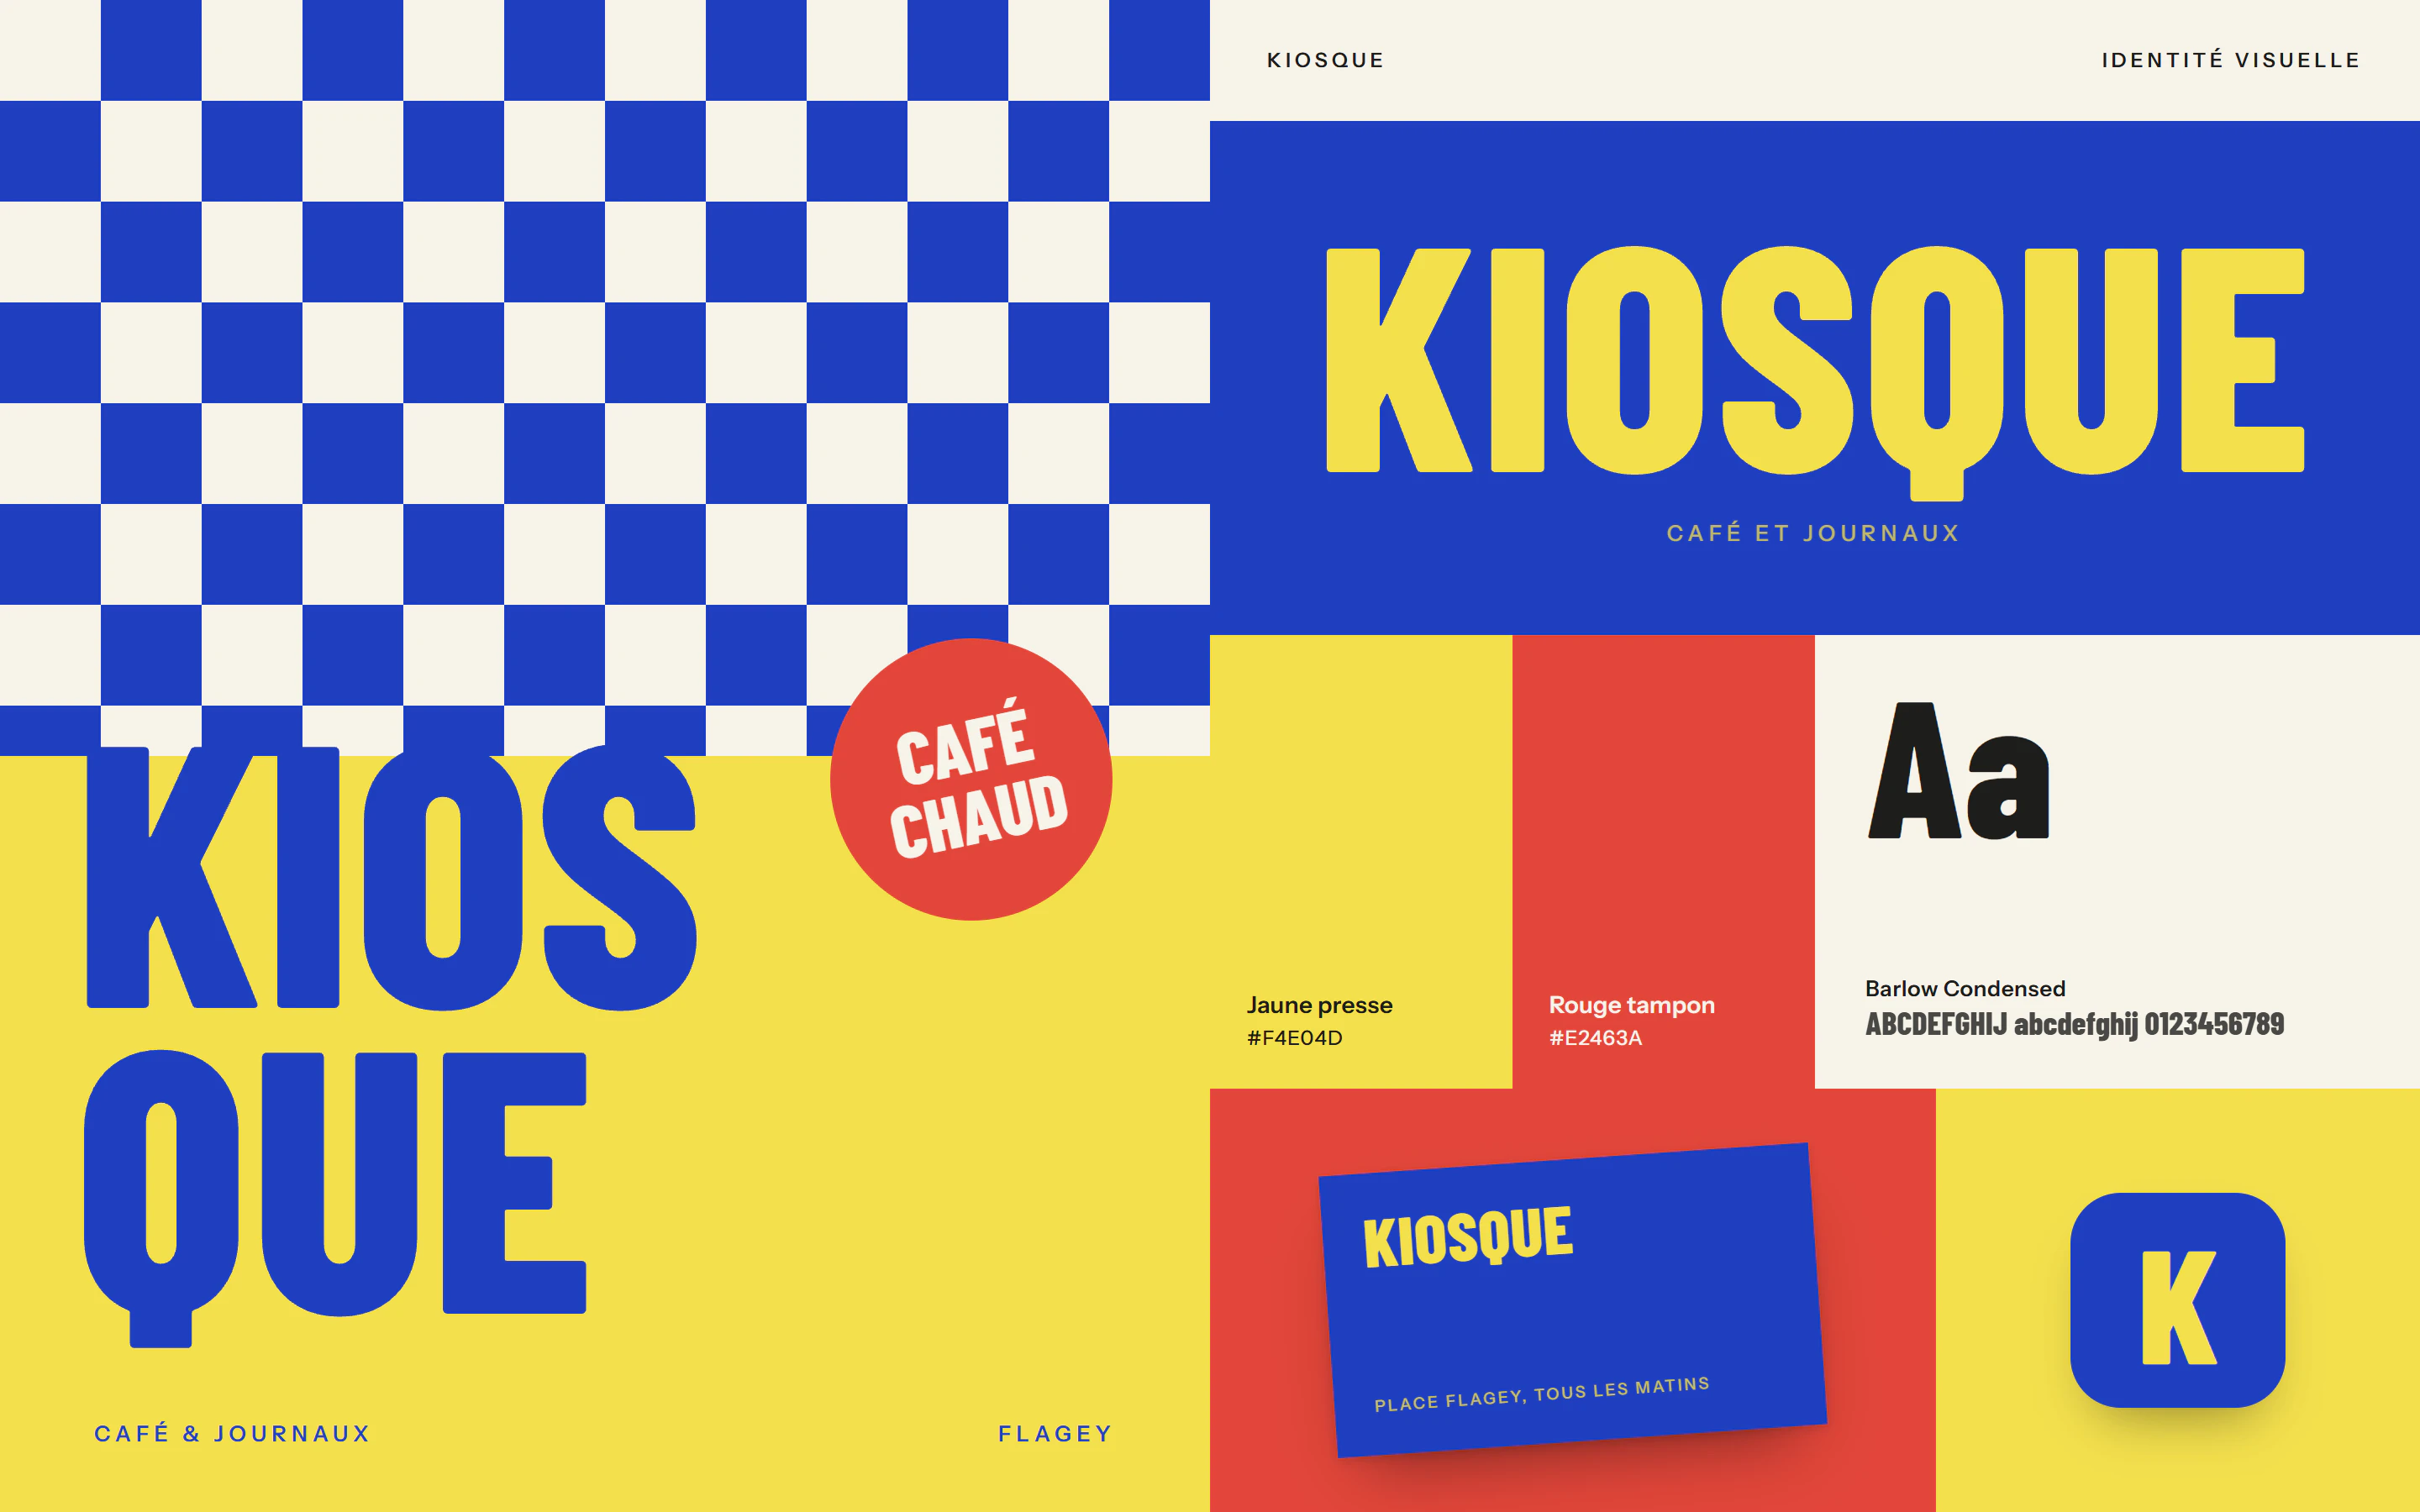 KIOS
QUE
CAFÉ
CHAUD
CAFÉ & JOURNAUX
FLAGEY
KIOSQUE
IDENTITÉ VISUELLE
KIOSQUE
CAFÉ ET JOURNAUX
Jaune presse
#F4E04D
Rouge tampon
#E2463A
Aa
Barlow Condensed
ABCDEFGHIJ abcdefghij 0123456789
KIOSQUE
PLACE FLAGEY, TOUS LES MATINS
K